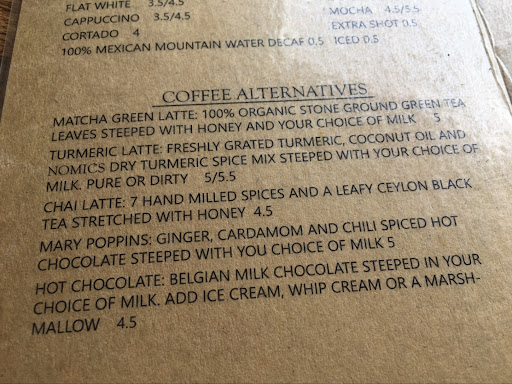 FLAT WHITE 3.5/4.5
CAPPUCCINO 3.5/4.5
CORTADO 4
MOCHA 4.5/5.5
EXTRA SHOT 0.5
100% MEXICAN MOUNTAIN WATER DECAF 0.5 ICED 0.5
COFFEE ALTERNATIVES
MATCHA GREEN LATTE: 100% ORGANIC STONE GROUND GREEN TEA
LEAVES STEEPED WITH HONEY AND YOUR CHOICE OF MILK 5
TURMERIC LATTE: FRESHLY GRATED TURMERIC, COCONUT OIL AND
NOMICS DRY TURMERIC SPICE MIX STEEPED WITH YOUR CHOICE OF
MILK. PURE OR DIRTY 5/5.5
CHAI LATTE: 7 HAND MILLED SPICES AND A LEAFY CEYLON BLACK
TEA STRETCHED WITH HONEY 4.5
MARY POPPINS: GINGER, CARDAMOM AND CHILI SPICED HOT
CHOCOLATE STEEPED WITH YOU CHOICE OF MILK 5
HOT CHOCOLATE: BELGIAN MILK CHOCOLATE STEEPED IN YOUR
CHOICE OF MILK. ADD ICE CREAM, WHIP CREAM OR A MARSH-
MALLOW 4.5